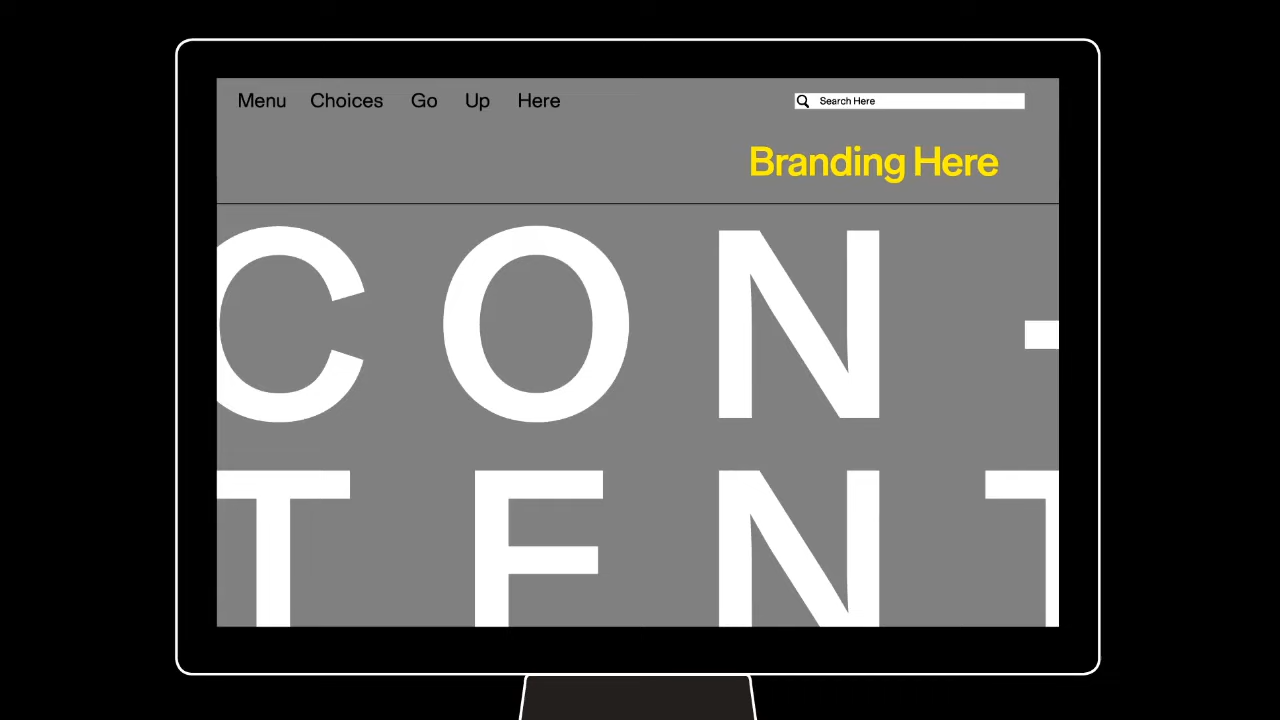 Menu Choices Go Up Here
Search Here
Branding Here
CON-
TENT